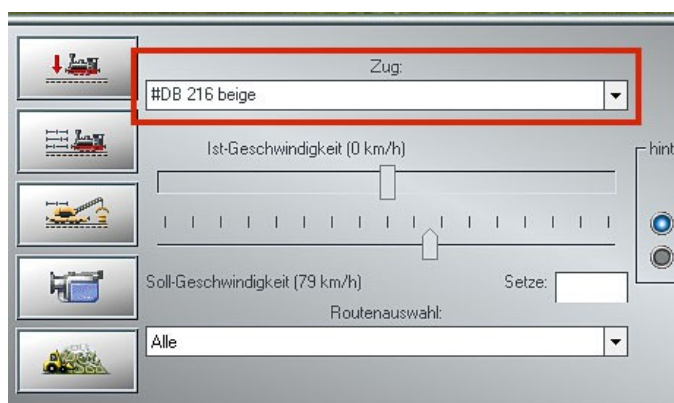 Zug:
#DB 216 beige
Ist-Geschwindigkeit (0 km/h)
hint
Soll-Geschwindigkeit (79 km/h)
Setze:
Routenauswahl:
Alle